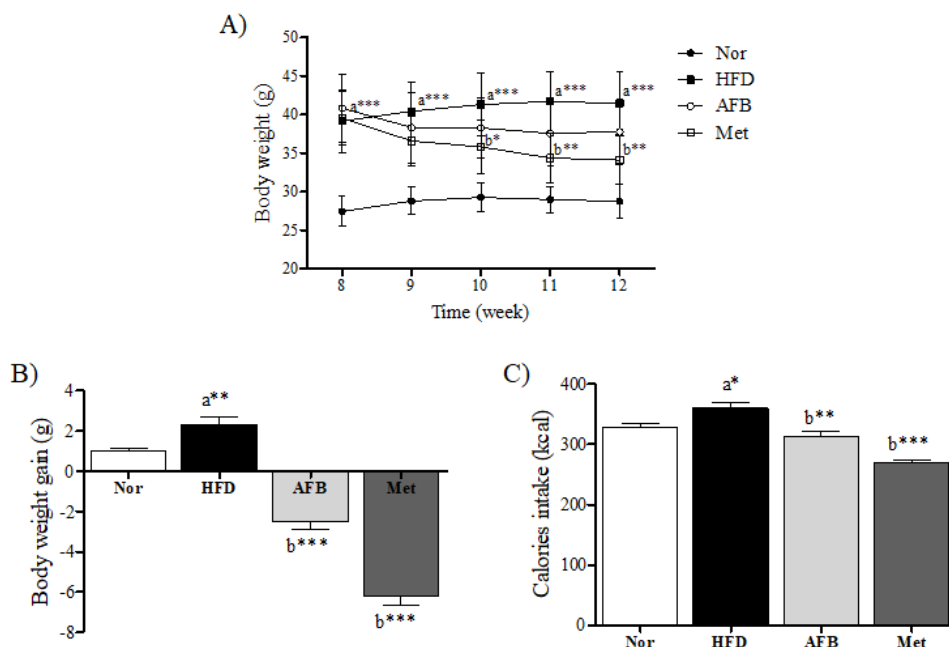 A)
Body weight (g)
50
45
40
35
30
25
20
a***
a***
a***
a***
a***
b*
b**
b**
8
9
10
11
12
Time (week)
Nor
HFD
AFB
Met
B)
Body weight gain (g)
4
2
0
-2
-4
-6
-8
a**
Nor
HFD
AFB
Met
b***
b***
C)
Calories intake (kcal)
400
300
200
100
0
a*
b**
b***
Nor
HFD
AFB
Met